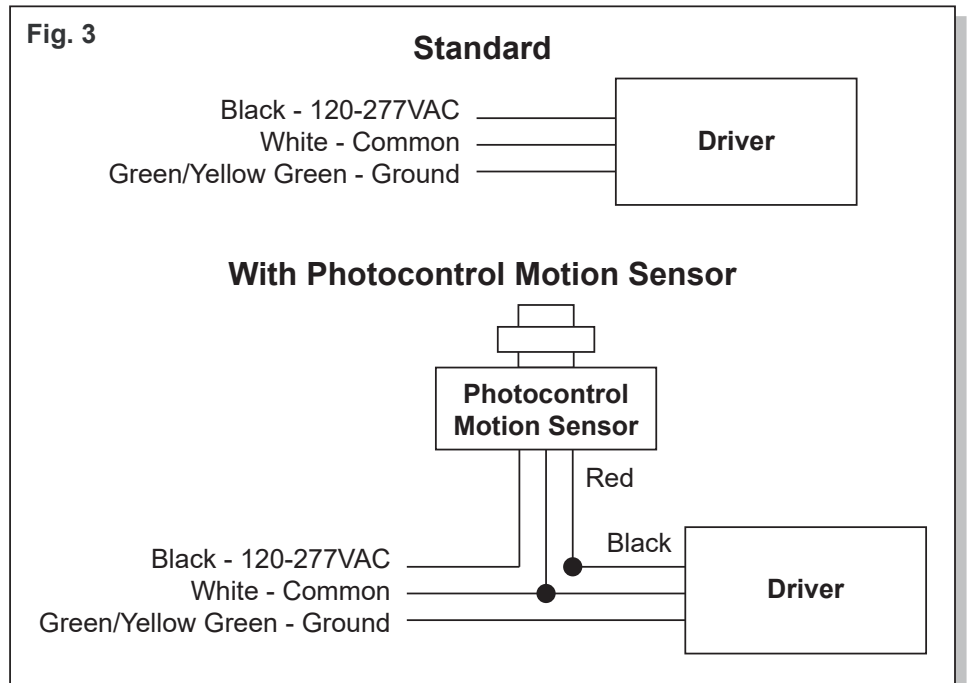 Fig. 3
Standard
Black - 120-277VAC
White - Common
Green/Yellow Green - Ground
Driver
With Photocontrol Motion Sensor
Photocontrol
Motion Sensor
Red
Black
Black - 120-277VAC
White - Common
Green/Yellow Green - Ground
Driver